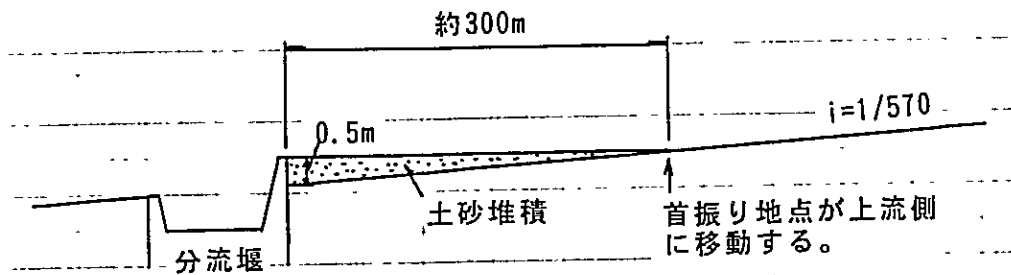 約300m
i=1/570
0.5m
土砂堆積
首振り地点が上流側
に移動する。
分流堰